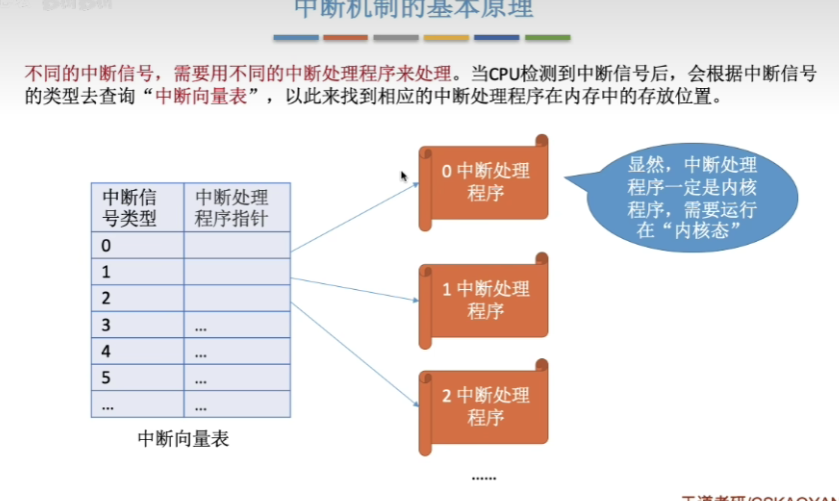 中断机制的基本原理
不同的中断信号，需要用不同的中断处理程序来处理。当CPU检测到中断信号后，会根据中断信号
的类型去查询“中断向量表”，以此来找到相应的中断处理程序在内存中的存放位置。
中断信
号类型
中断处理
程序指针
0
1
2
3 ...
4 ...
5 ...
... ...
中断向量表
0 中断处理
程序
1 中断处理
程序
2 中断处理
程序
......
显然，中断处理
程序一定是内核
程序，需要运行
在“内核态”